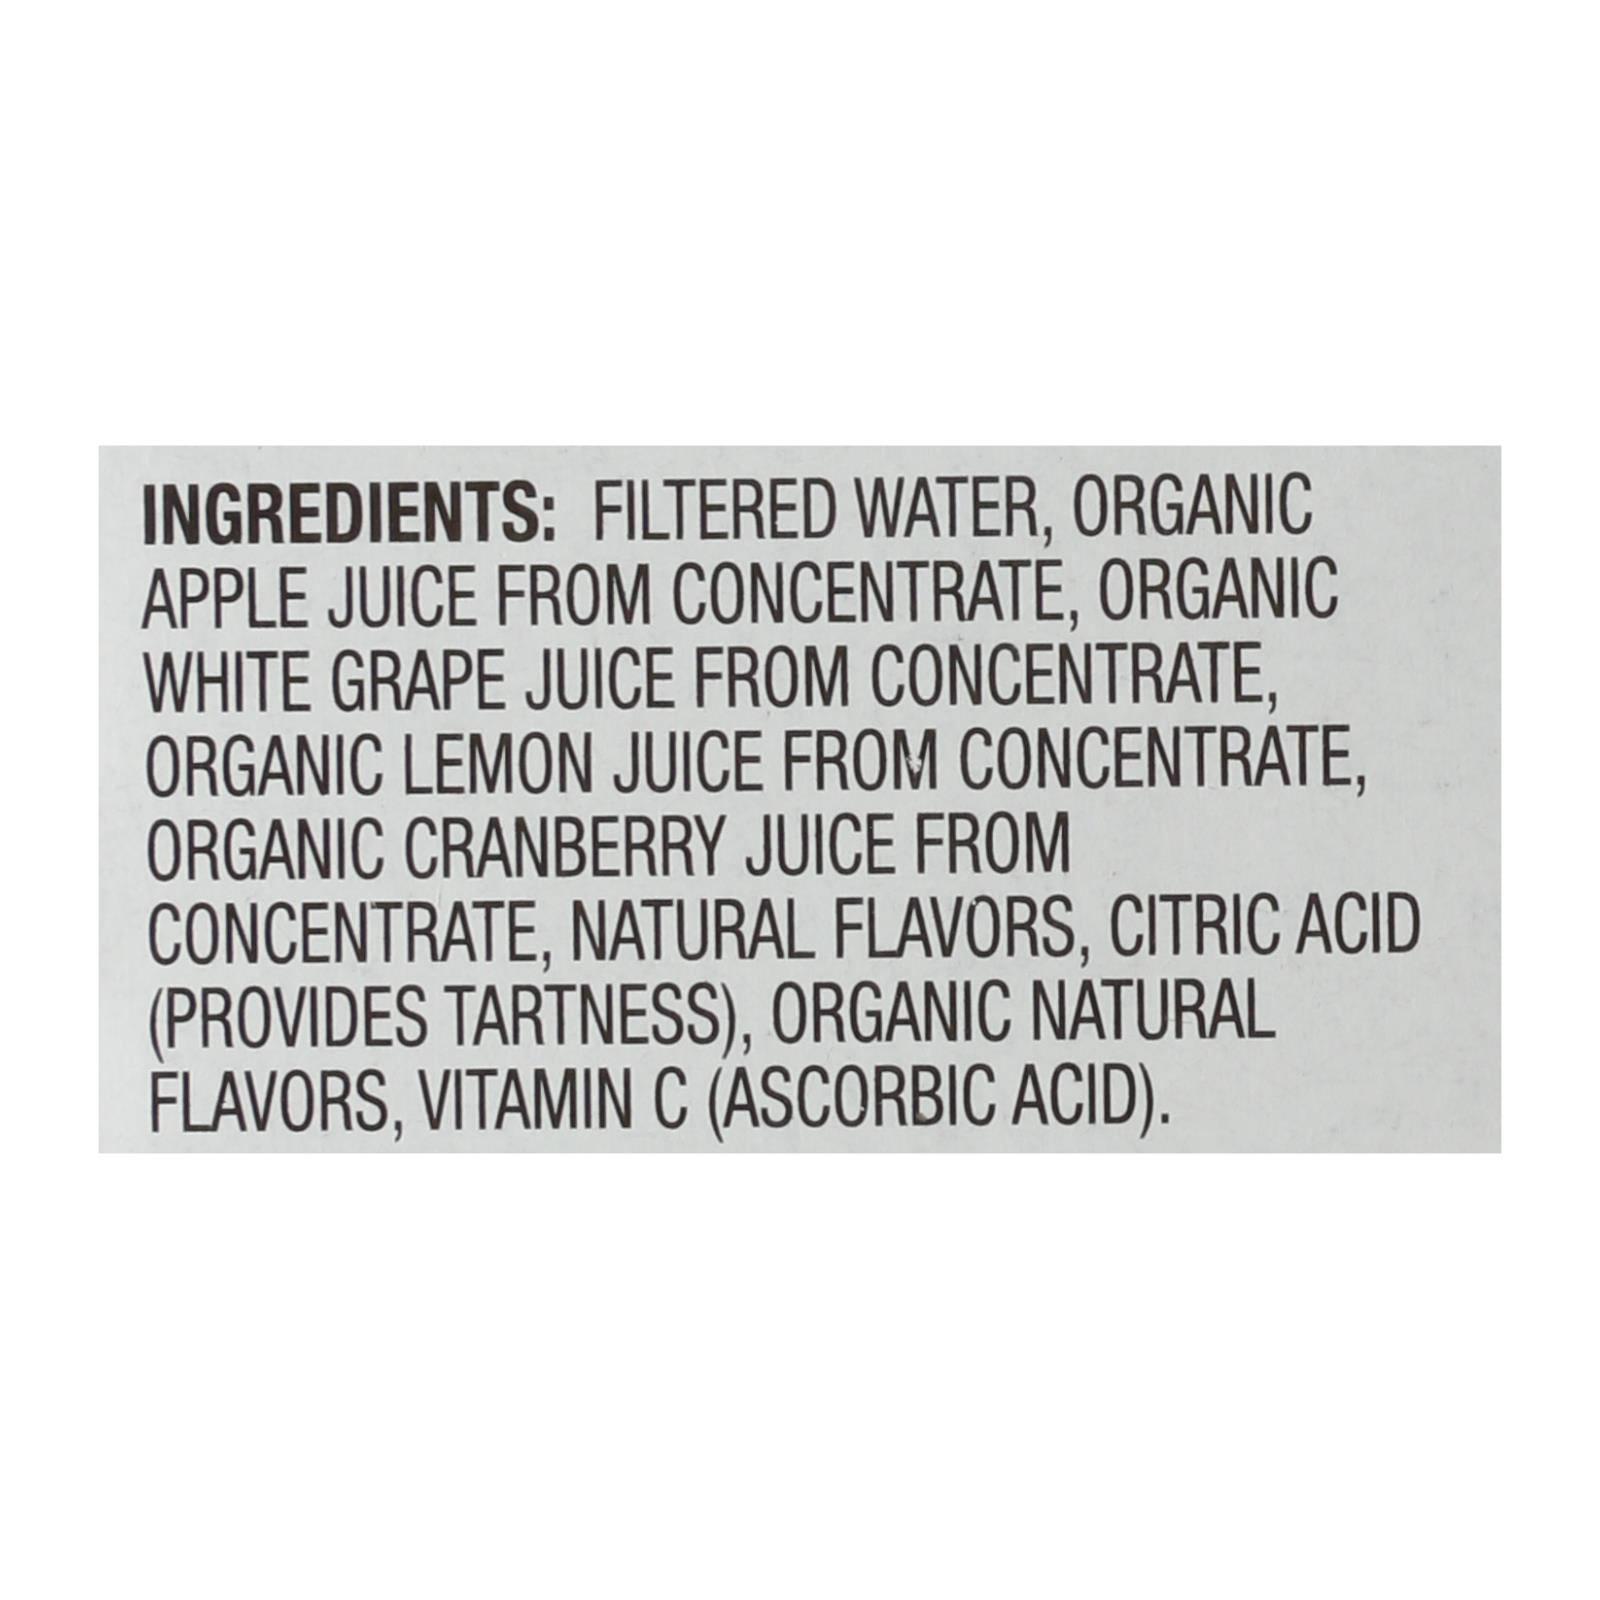 INGREDIENTS: FILTERED WATER, ORGANIC
APPLE JUICE FROM CONCENTRATE, ORGANIC
WHITE GRAPE JUICE FROM CONCENTRATE,
ORGANIC LEMON JUICE FROM CONCENTRATE,
ORGANIC CRANBERRY JUICE FROM
CONCENTRATE, NATURAL FLAVORS, CITRIC ACID
(PROVIDES TARTNESS), ORGANIC NATURAL
FLAVORS, VITAMIN C (ASCORBIC ACID).